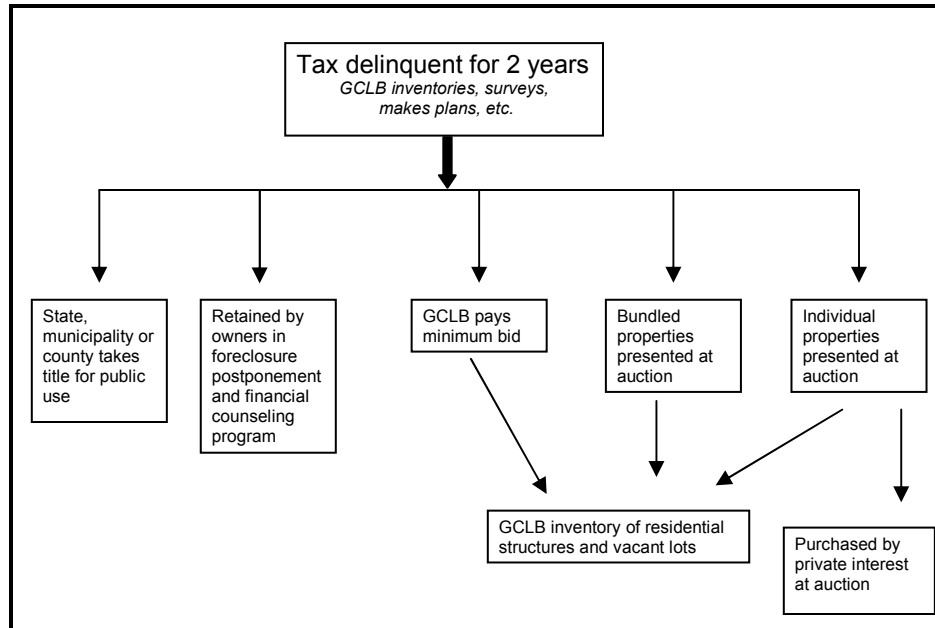 Tax delinquent for 2 years
GCLB inventories, surveys,
makes plans, etc.
State,
municipality or
county takes
title for public
use
Retained by
owners in
foreclosure
postponement
and financial
counseling
program
GCLB pays
minimum bid
Bundled
properties
presented at
auction
Individual
properties
presented at
auction
GCLB inventory of residential
structures and vacant lots
Purchased by
private interest
at auction